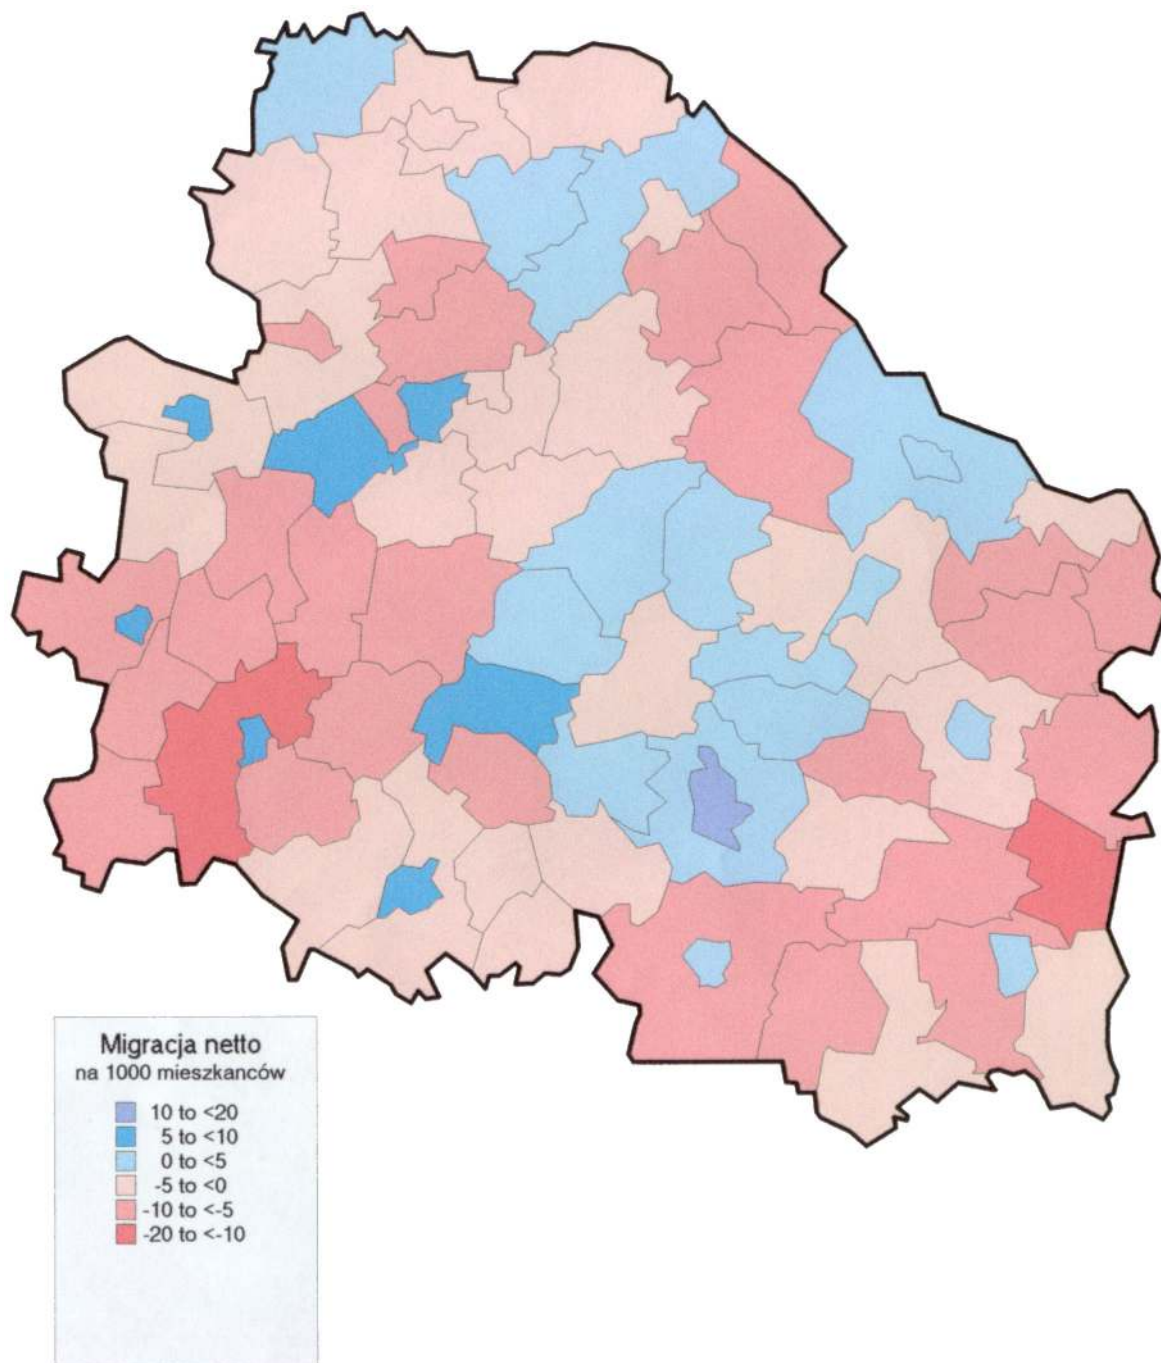 Migracja netto
na 1000 mieszkanców
10 to <20
5 to <10
0 to <5
-5 to <0
-10 to <-5
-20 to <-10